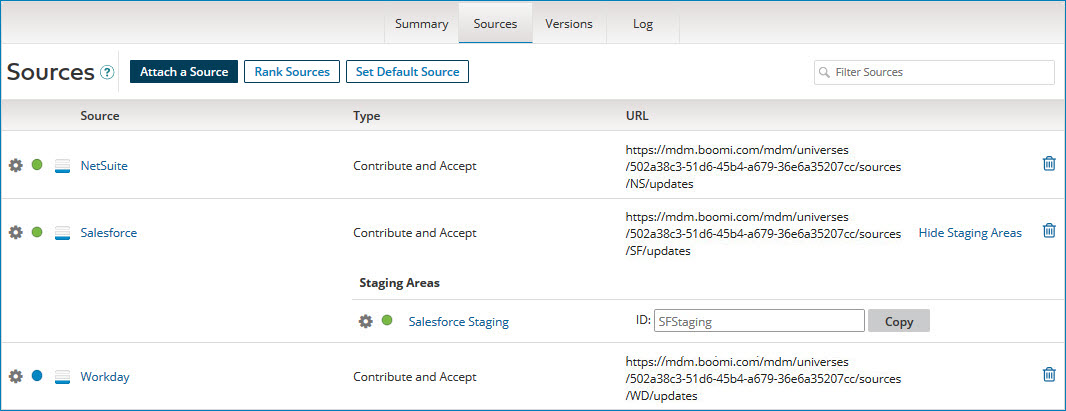 Summary Sources Versions Log
Sources ? Attach a Source Rank Sources Set Default Source Filter Sources
Source Type URL
NetSuite Contribute and Accept https://mdm.boomi.com/mdm/universes
/502a38c3-51d6-45b4-a679-36e6a35207cc/sources
/NS/updates
Salesforce Contribute and Accept https://mdm.boomi.com/mdm/universes
/502a38c3-51d6-45b4-a679-36e6a35207cc/sources Hide Staging Areas
/SF/updates
Staging Areas
Salesforce Staging ID: SFStaging Copy
Workday Contribute and Accept https://mdm.boomi.com/mdm/universes
/502a38c3-51d6-45b4-a679-36e6a35207cc/sources
/WD/updates